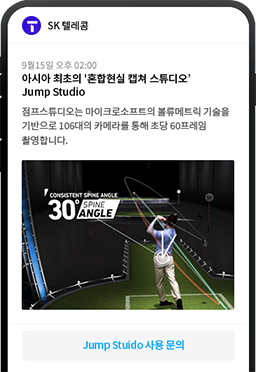 SK 텔레콤
9월15일 오후 02:00
아시아 최초의 '혼합현실 캡쳐 스튜디오'
Jump Studio
점프스튜디오는 마이크로소프트의 볼류메트릭 기술을
기반으로 106대의 카메라를 통해 초당 60프레임
촬영합니다.
CONSISTENT SPINE ANGLE
30° SPINE
ANGLE
Jump Stuido 사용 문의